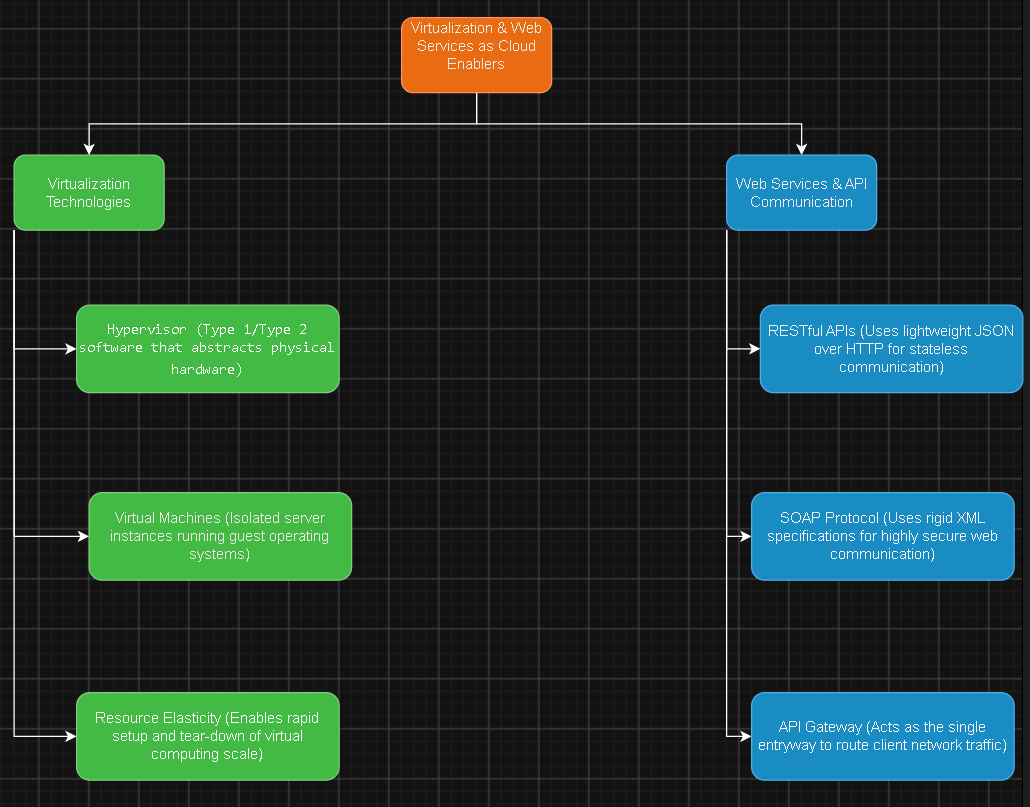 Virtualization & Web
Services as Cloud
Enablers
Virtualization
Technologies
Web Services & API
Communication
Hypervisor (Type 1/Type 2
software that abstracts physical
hardware)
RESTful APIs (Uses lightweight JSON
over HTTP for stateless
communication)
Virtual Machines (Isolated server
instances running guest operating
systems)
SOAP Protocol (Uses rigid XML
specifications for highly secure web
communication)
Resource Elasticity (Enables rapid
setup and tear-down of virtual
computing scale)
API Gateway (Acts as the single
entryway to route client network traffic)